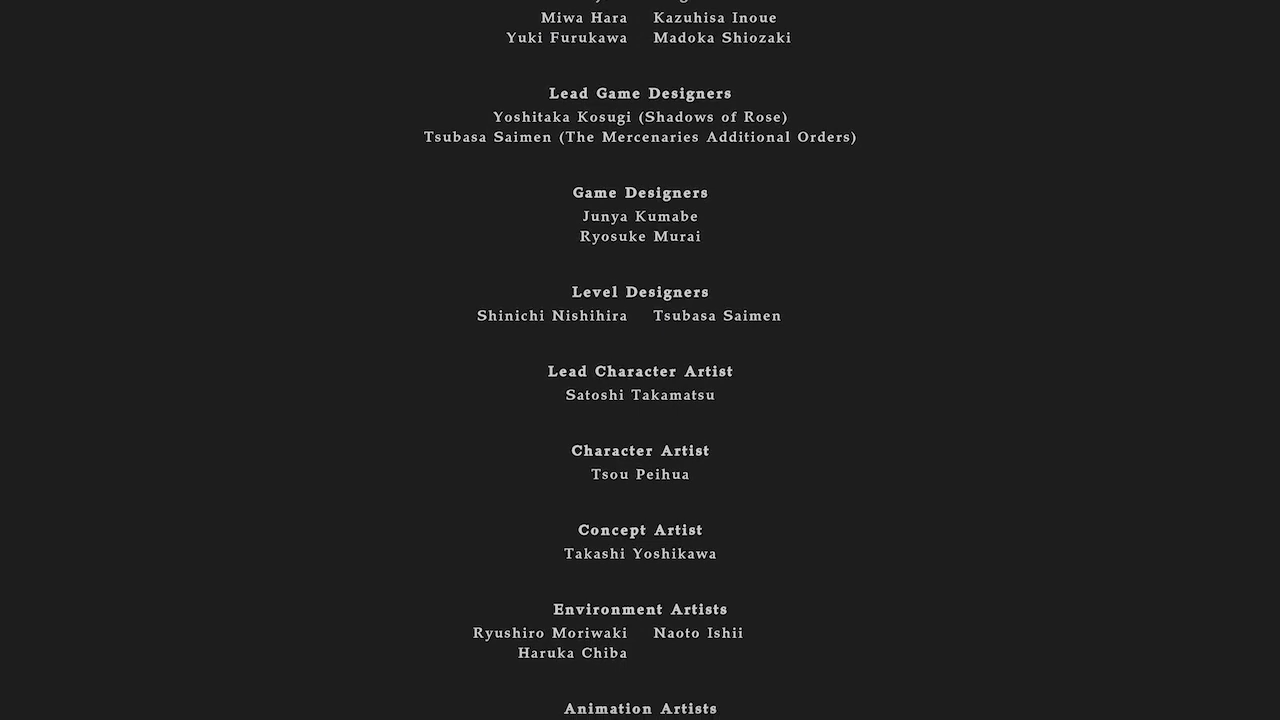 Miwa Hara Kazuhisa Inoue
Yuki Furukawa Madoka Shiozaki
Lead Game Designers
Yoshitaka Kosugi (Shadows of Rose)
Tsubasa Saimen (The Mercenaries Additional Orders)
Game Designers
Junya Kumabe
Ryosuke Murai
Level Designers
Shinichi Nishihira Tsubasa Saimen
Lead Character Artist
Satoshi Takamatsu
Character Artist
Tsou Peihua
Concept Artist
Takashi Yoshikawa
Environment Artists
Ryushiro Moriwaki Naoto Ishii
Haruka Chiba
Animation Artists